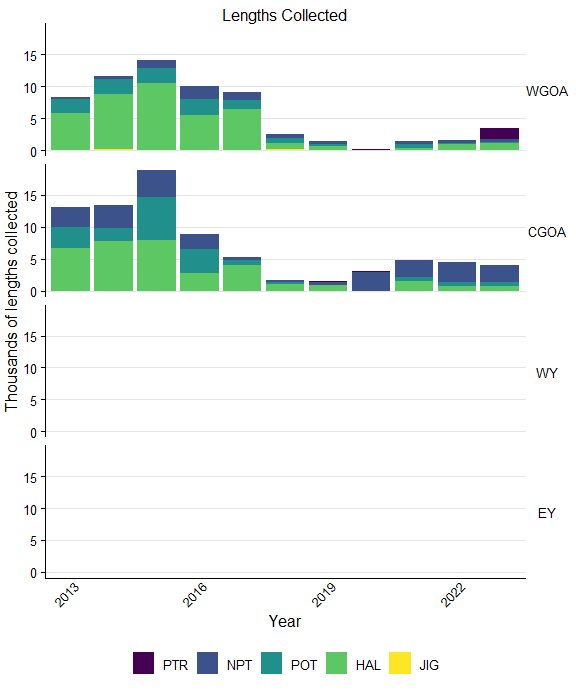 Lengths Collected
Thousands of lengths collected
15
10
5
0
WGOA
15
10
5
0
CGOA
15
10
5
0
WY
15
10
5
0
EY
2013 2016 2019 2022
Year
PTR NPT POT HAL JIG